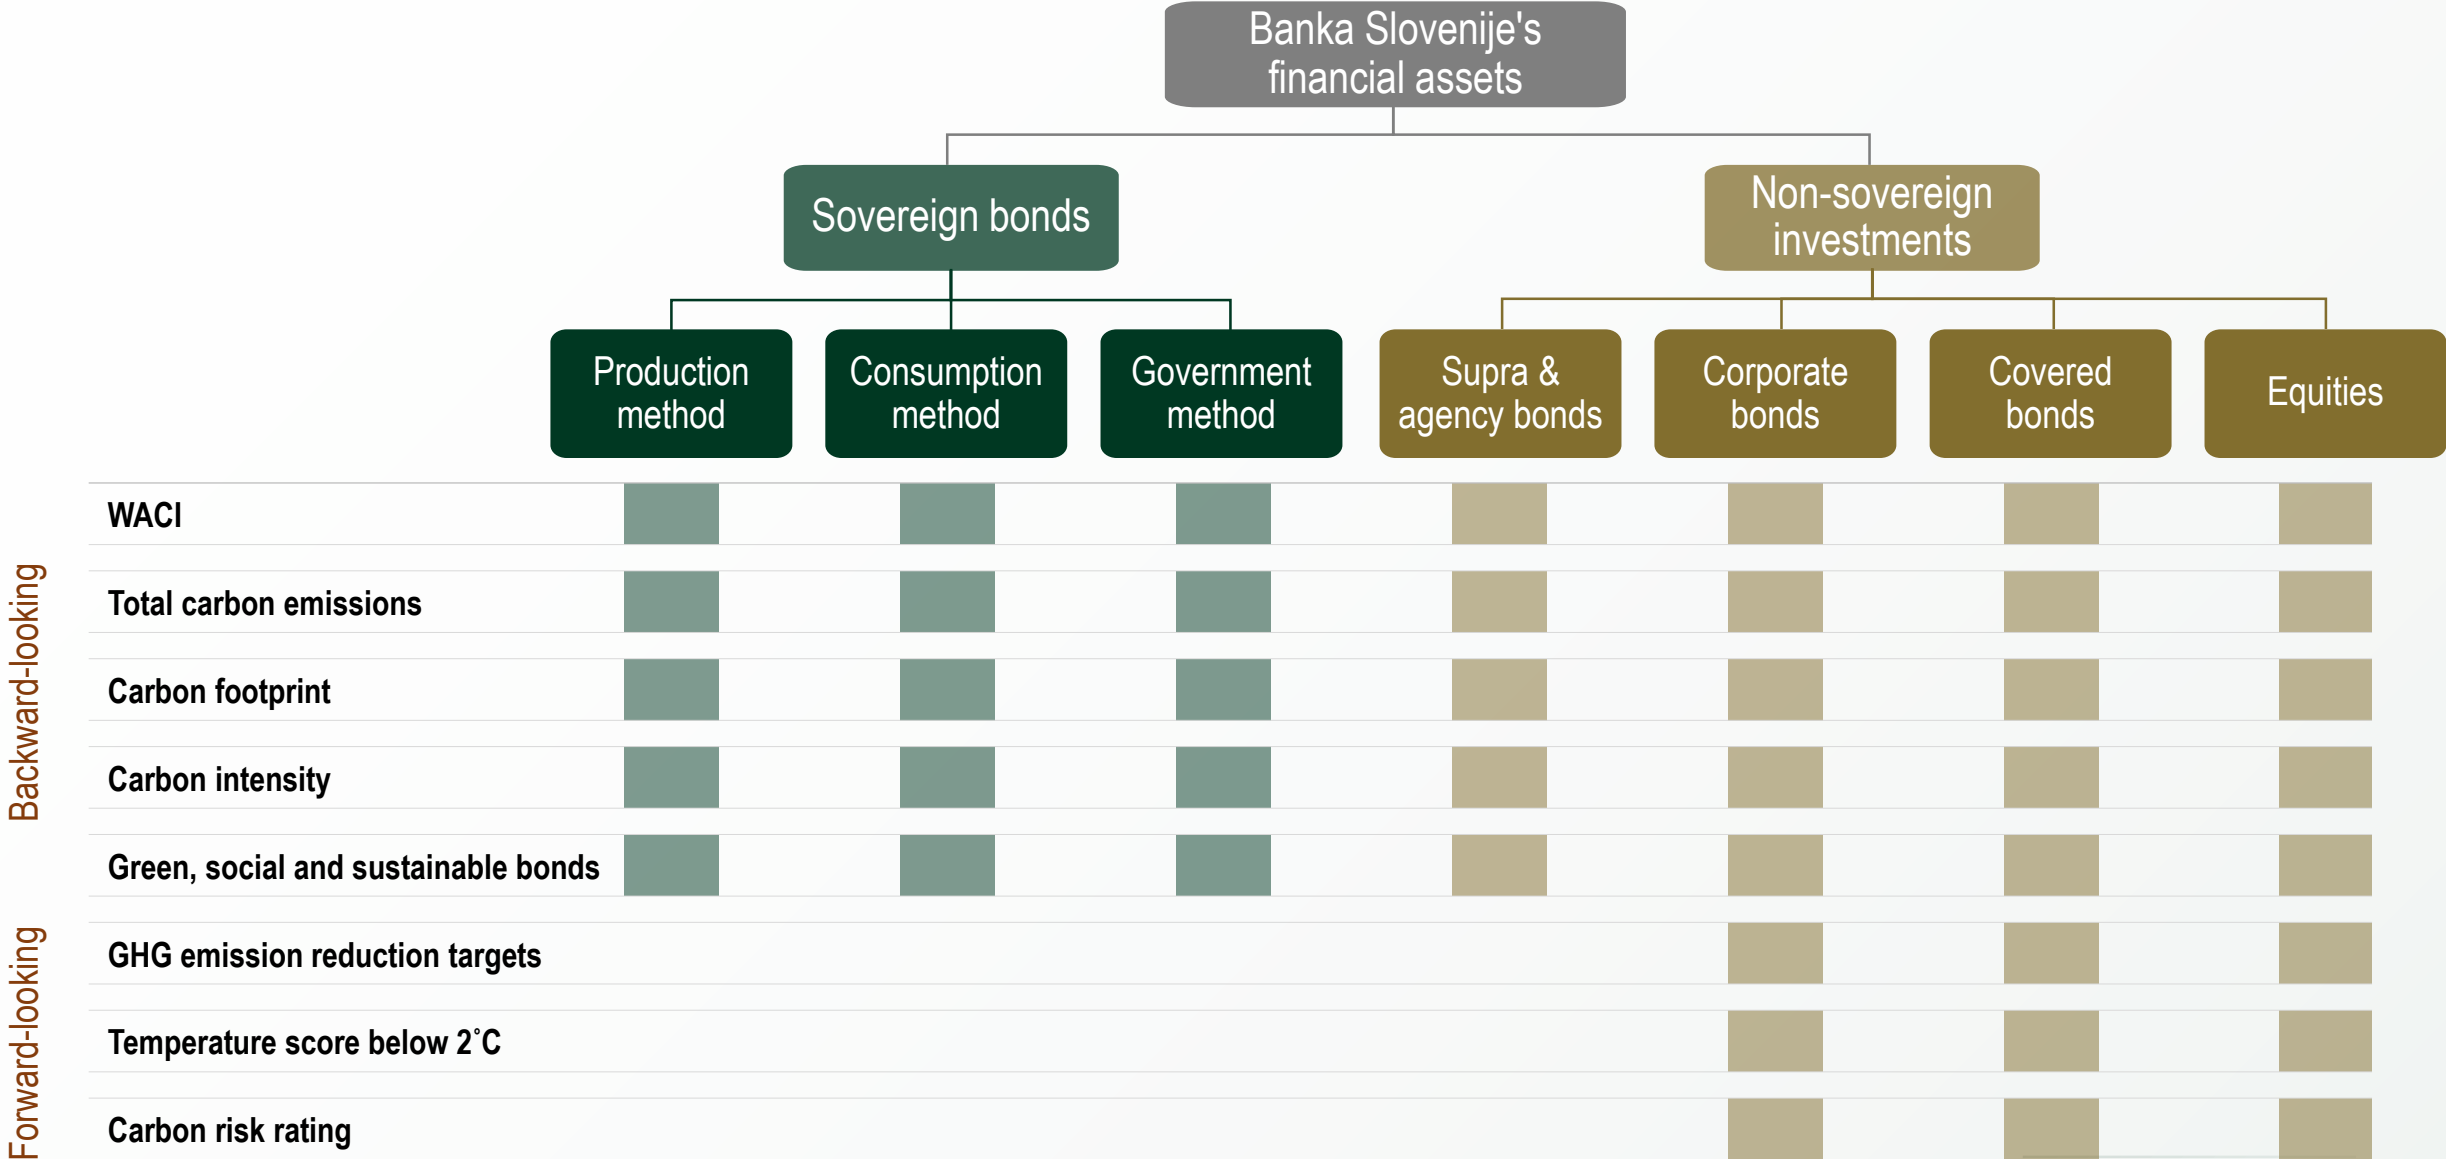 Banka Slovenije's
financial assets
Sovereign bonds
Non-sovereign
investments
Production
method
Consumption
method
Government
method
Supra &
agency bonds
Corporate
bonds
Covered
bonds
Equities
Backward-looking
WACI
Total carbon emissions
Carbon footprint
Carbon intensity
Green, social and sustainable bonds
Forward-looking
GHG emission reduction targets
Temperature score below 2˚C
Carbon risk rating